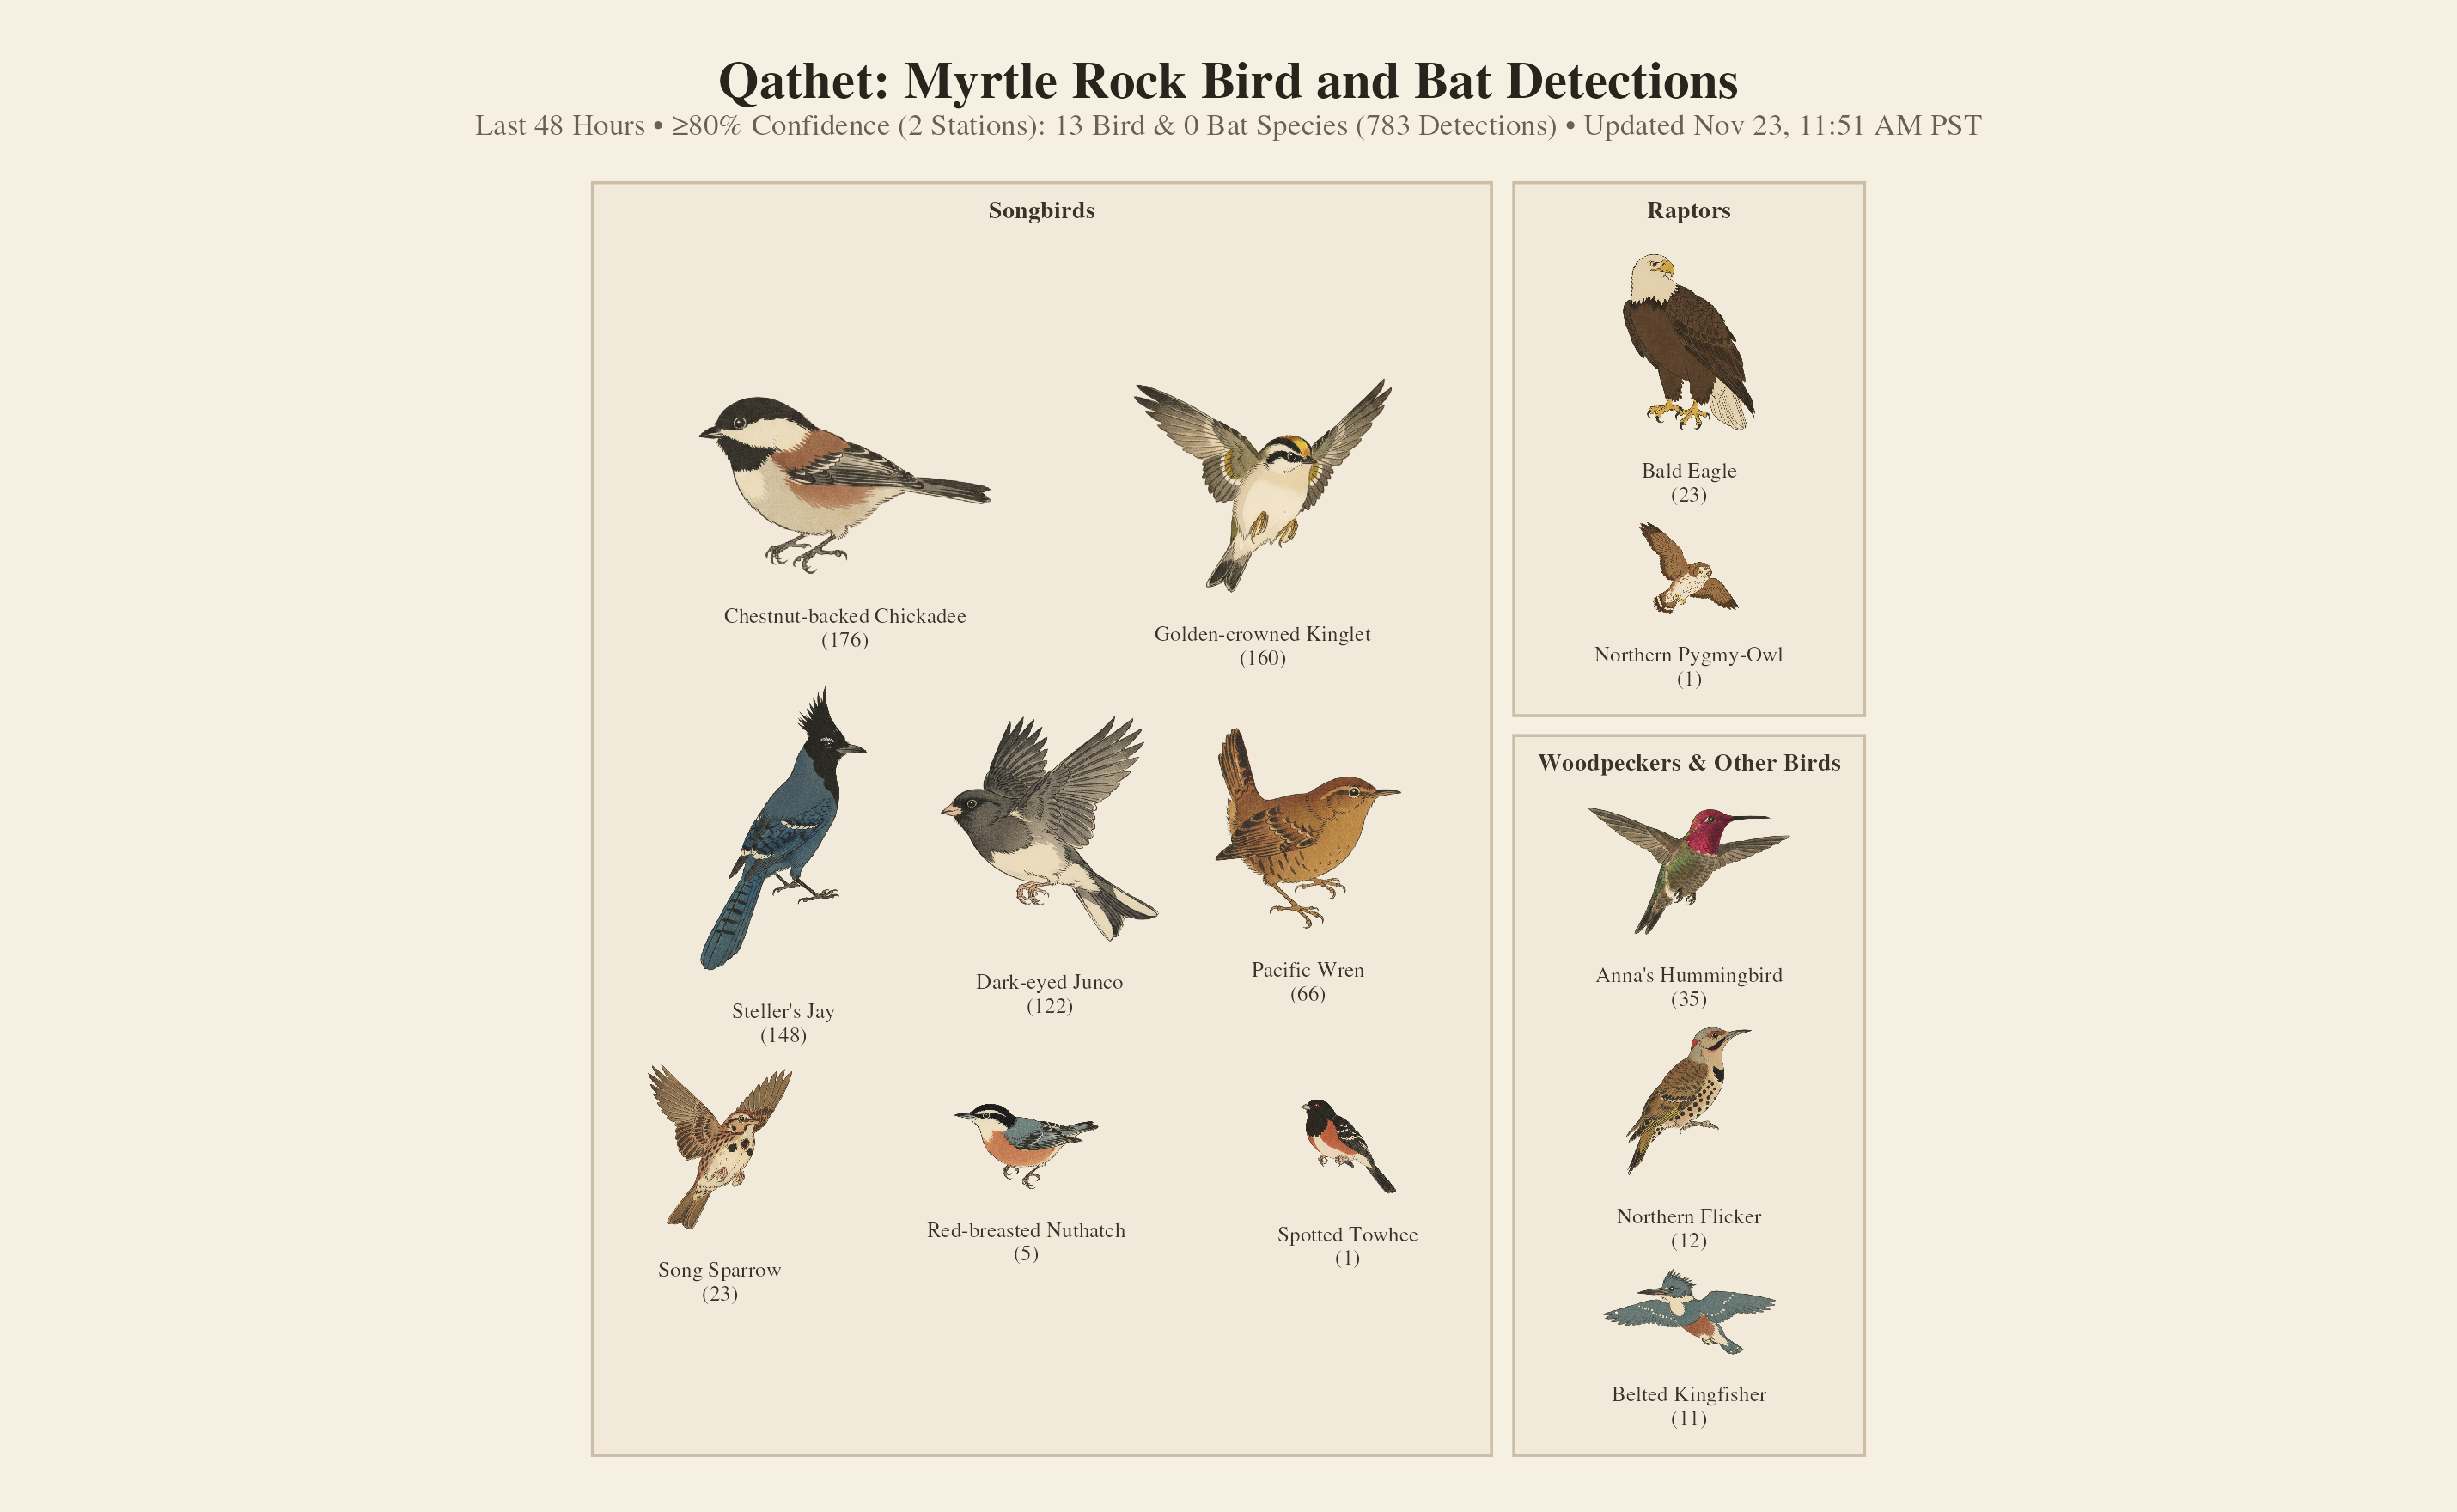 Qathet: Myrtle Rock Bird and Bat Detections
Last 48 Hours • ≥80% Confidence (2 Stations): 13 Bird & 0 Bat Species (783 Detections) • Updated Nov 23, 11:51 AM PST
Songbirds
Chestnut-backed Chickadee
(176)
Golden-crowned Kinglet
(160)
Steller's Jay
(148)
Dark-eyed Junco
(122)
Pacific Wren
(66)
Song Sparrow
(23)
Red-breasted Nuthatch
(5)
Spotted Towhee
(1)
Raptors
Bald Eagle
(23)
Northern Pygmy-Owl
(1)
Woodpeckers & Other Birds
Anna's Hummingbird
(35)
Northern Flicker
(12)
Belted Kingfisher
(11)